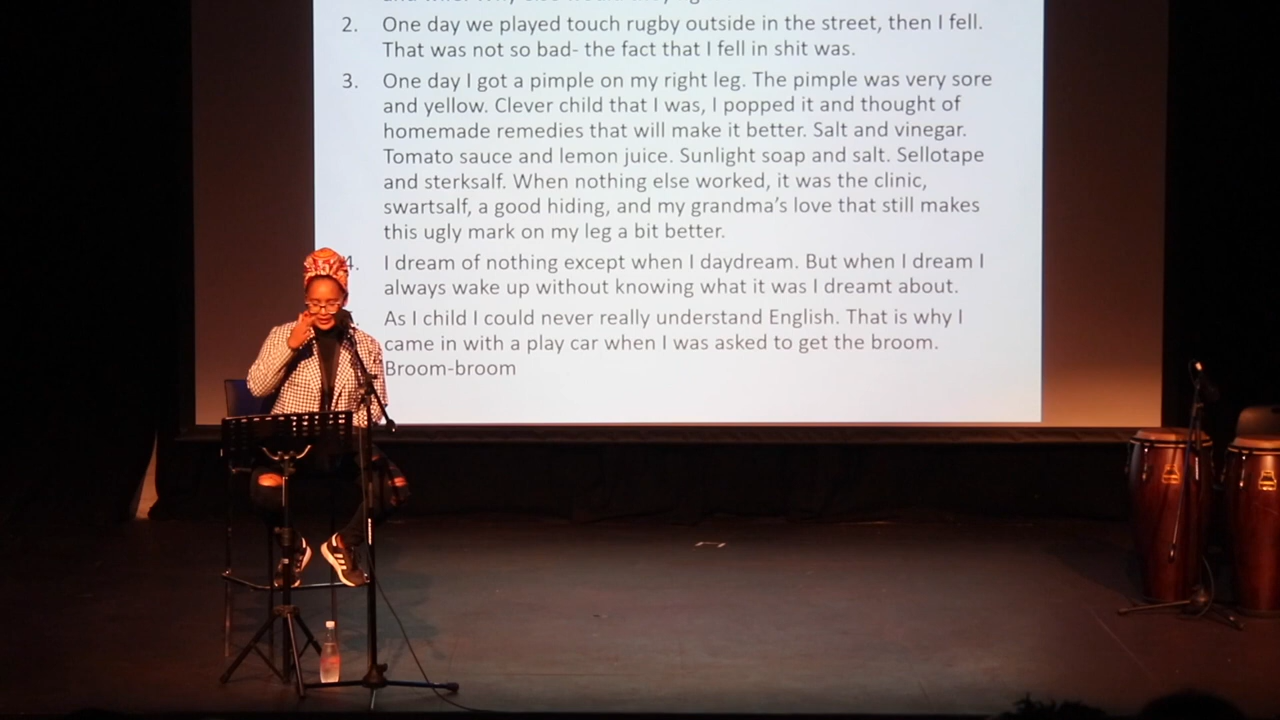 2. One day we played touch rugby outside in the street, then I fell.
That was not so bad- the fact that I fell in shit was.
3. One day I got a pimple on my right leg. The pimple was very sore
and yellow. Clever child that I was, I popped it and thought of
homemade remedies that will make it better. Salt and vinegar.
Tomato sauce and lemon juice. Sunlight soap and salt. Sellotape
and sterksalf. When nothing else worked, it was the clinic,
swartsalf, a good hiding, and my grandma's love that still makes
this ugly mark on my leg a bit better.
4. I dream of nothing except when I daydream. But when I dream I
always wake up without knowing what it was I dreamt about.
As I child I could never really understand English. That is why I
came in with a play car when I was asked to get the broom.
Broom-broom